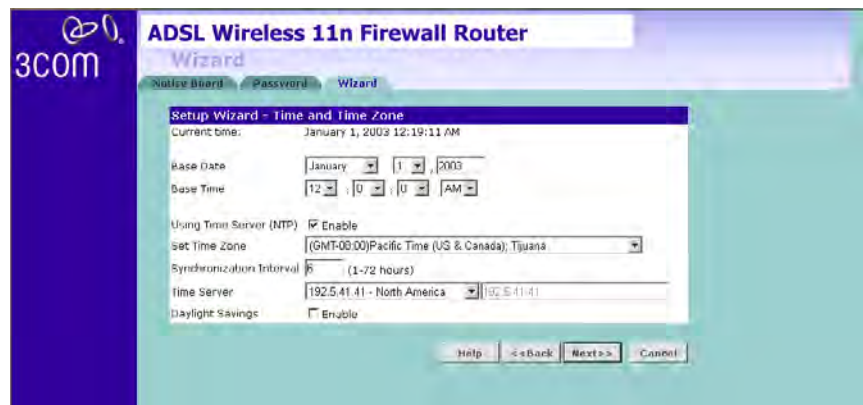 3COM
ADSL Wireless 11n Firewall Router
Wizard
Notice Board Password Wizard
Setup Wizard - Time and Time Zone
Current time: January 1, 2003 12:19:11 AM
Base Date January 1 , 2003
Base Time 12 : 0 : 0 AM
Using Time Server (NTP) Enable
Set Time Zone (GMT-08:00)Pacific Time (US & Canada); Tijuana
Synchronization Interval 6 (1-72 hours)
Time Server 192.5.41.41 - North America 192.5.41.41
Daylight Savings Enable
Help <<Back Next>> Cancel